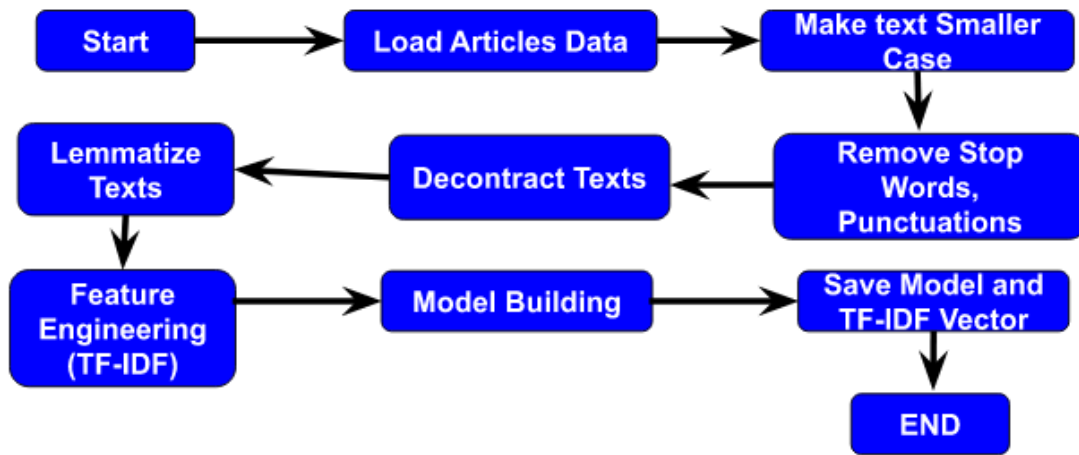 Start
Load Articles Data
Make text Smaller
Case
Remove Stop
Words,
Punctuations
Decontract Texts
Lemmatize
Texts
Feature
Engineering
(TF-IDF)
Model Building
Save Model and
TF-IDF Vector
END